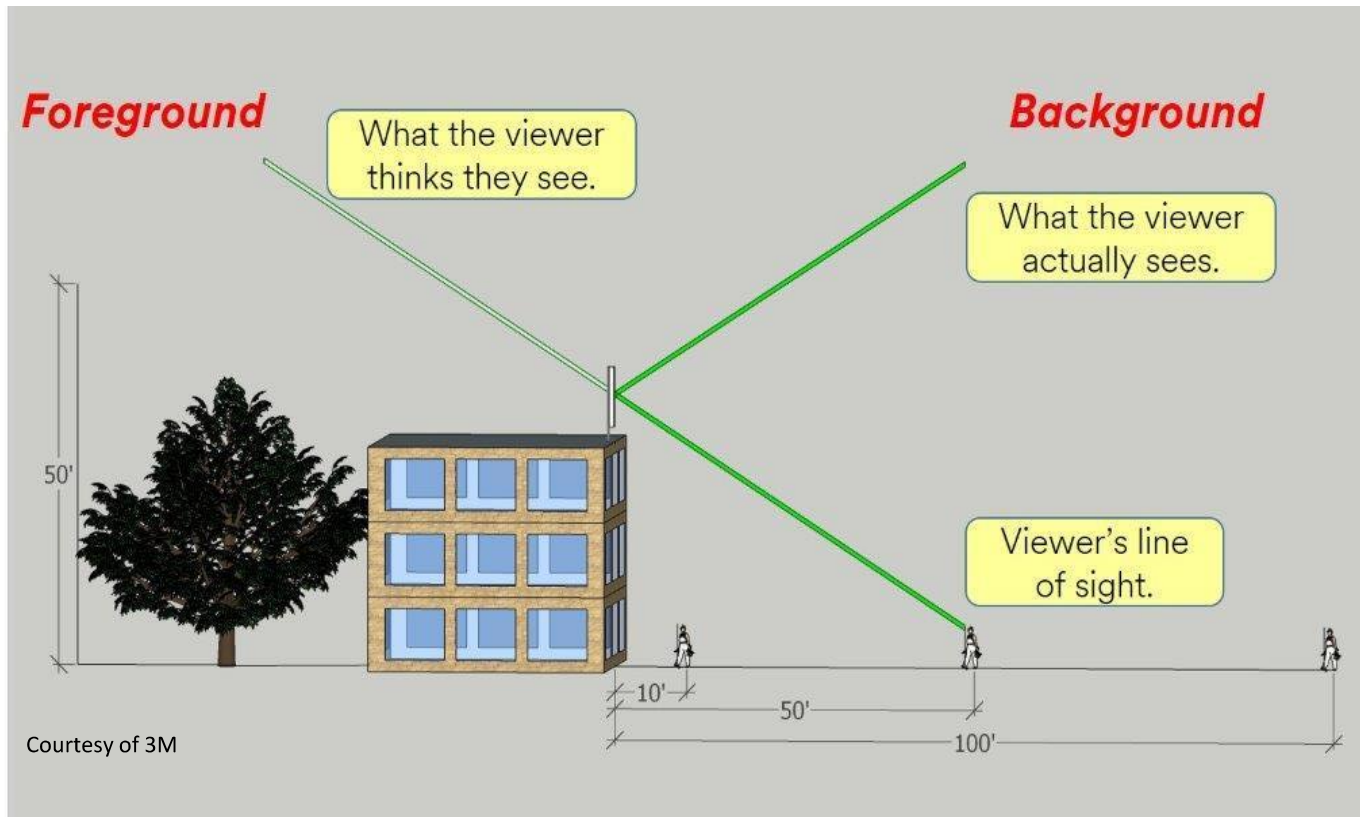 Foreground
What the viewer
thinks they see.
Background
What the viewer
actually sees.
50'
Viewer's line
of sight.
10'
50'
100'
Courtesy of 3M